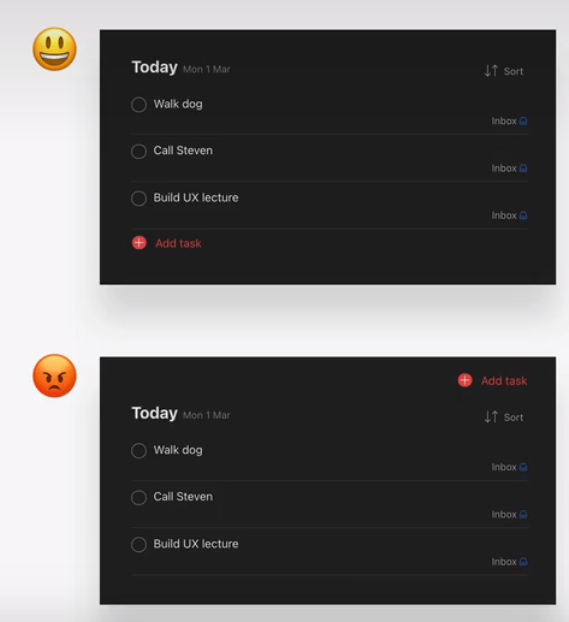 Today Mon 1 Mar
Sort
Walk dog
Inbox
Call Steven
Inbox
Build UX lecture
Inbox
Add task
Add task
Today Mon 1 Mar
Sort
Walk dog
Inbox
Call Steven
Inbox
Build UX lecture
Inbox